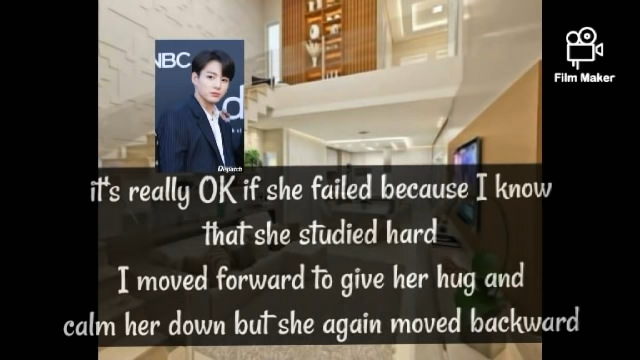 NBC
d
Film Maker
Dispatch
it's really OK if she failed because I know
that she studied hard
I moved forward to give her hug and
calm her down but she again moved backward